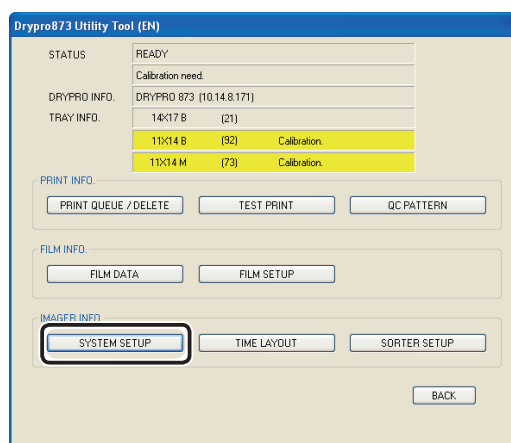 Drypro873 Utility Tool (EN)
STATUS READY
Calibration need.
DRYPRO INFO. DRYPRO 873 (10.14.8.171)
TRAY INFO. 14X17 B (21)
11X14 B (92) Calibration.
11X14 M (73) Calibration.
PRINT INFO.
PRINT QUEUE / DELETE TEST PRINT QC PATTERN
FILM INFO.
FILM DATA FILM SETUP
IMAGER INFO.
SYSTEM SETUP TIME LAYOUT SORTER SETUP
BACK